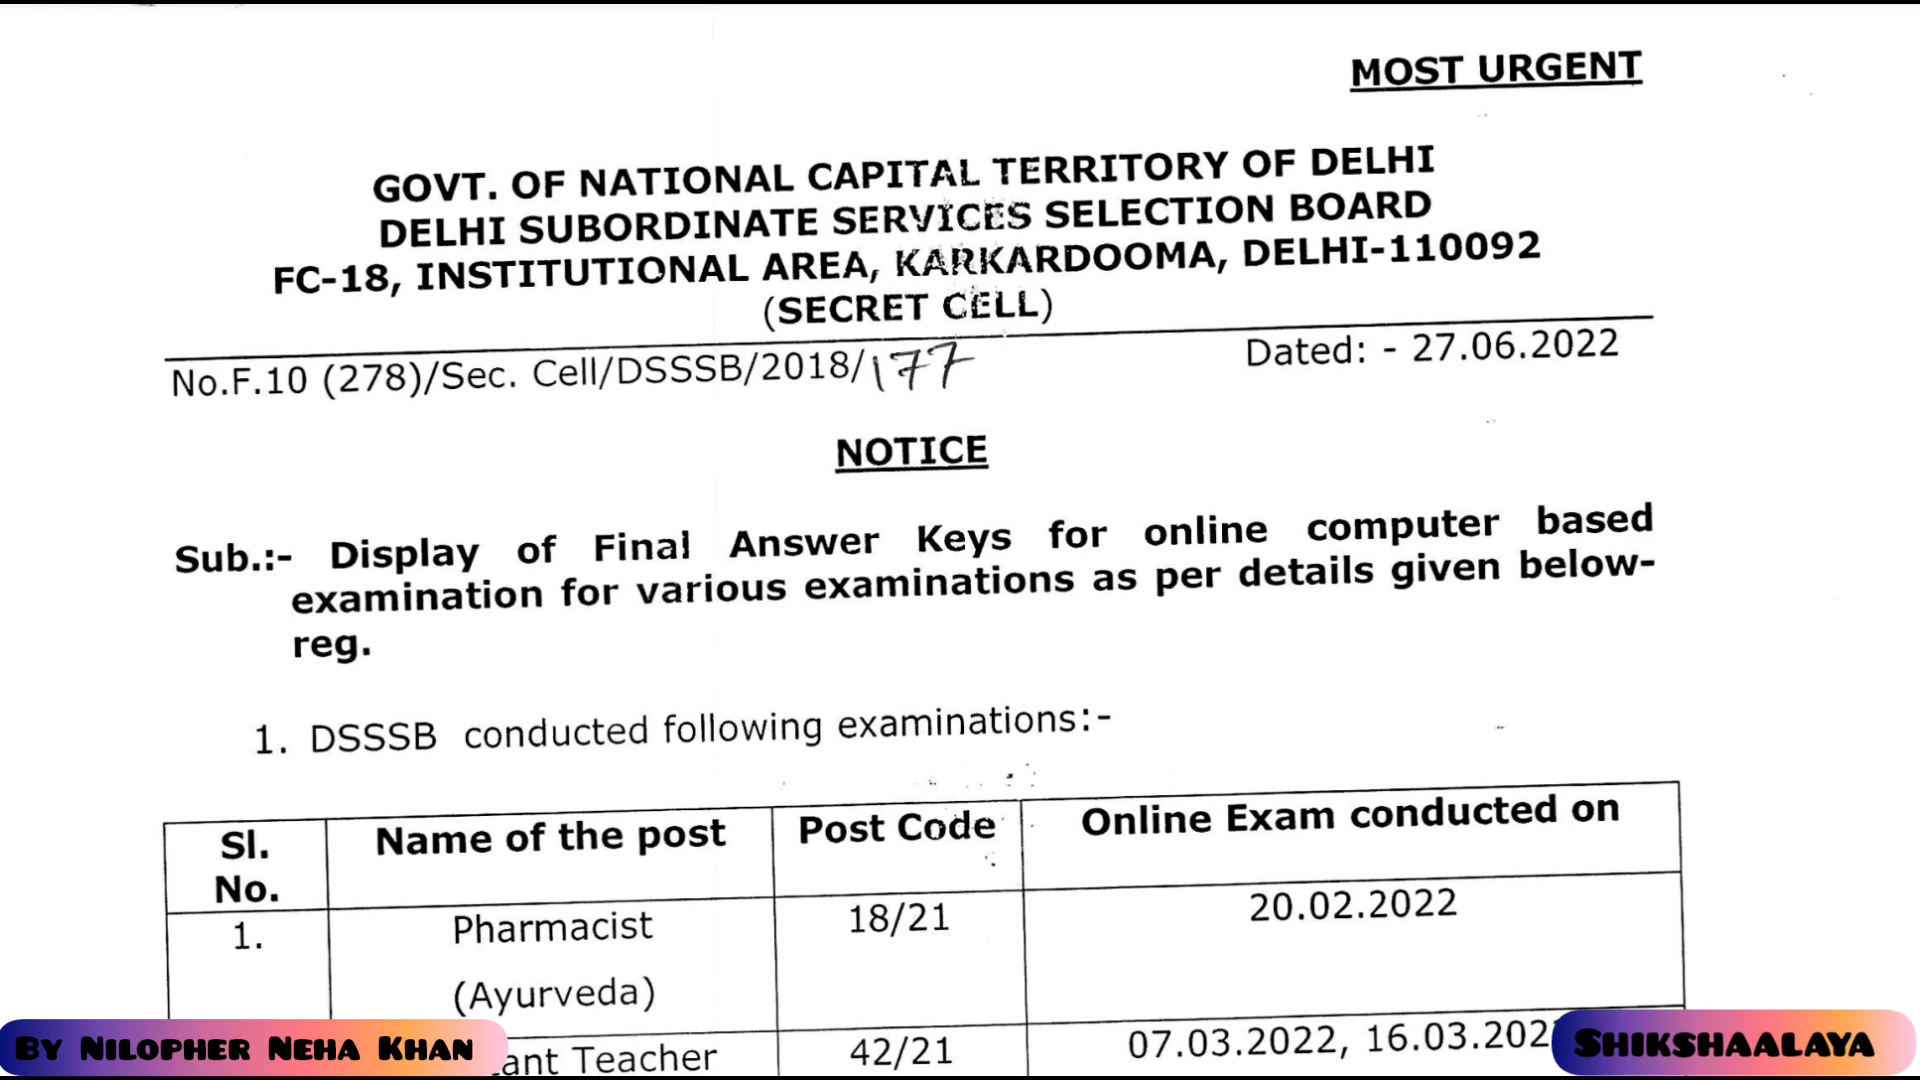 MOST URGENT
GOVT. OF NATIONAL CAPITAL TERRITORY OF DELHI
DELHI SUBORDINATE SERVICES SELECTION BOARD
FC-18, INSTITUTIONAL AREA, KARKARDOOMA, DELHI-110092
(SECRET CELL)
No.F.10 (278)/Sec. Cell/DSSSB/2018/177 Dated: - 27.06.2022
NOTICE
Sub.:- Display of Final Answer Keys for online computer based
examination for various examinations as per details given below-
reg.
1. DSSSB conducted following examinations:-
Sl. No. Name of the post Post Code Online Exam conducted on
1. Pharmacist (Ayurveda) 18/21 20.02.2022
Teacher 42/21 07.03.2022,
BY NILOPHER NEHA KHAN
SHIKSHAALAYA